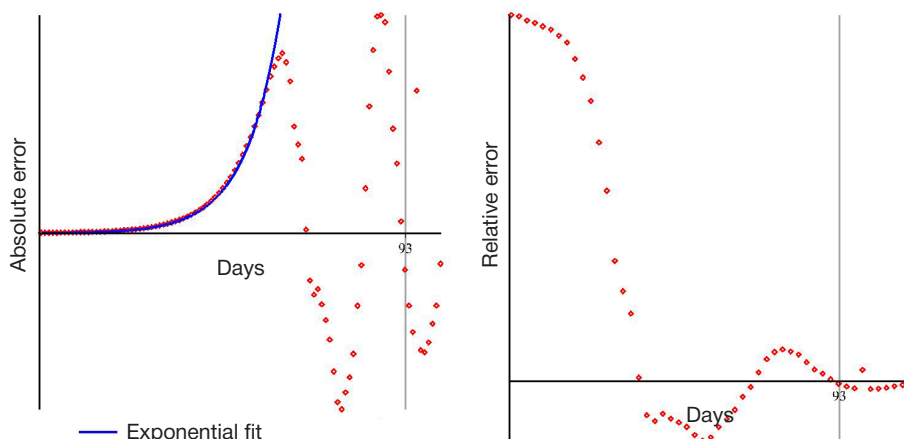 Absolute error
Days
93
Exponential fit
Relative error
Days
93